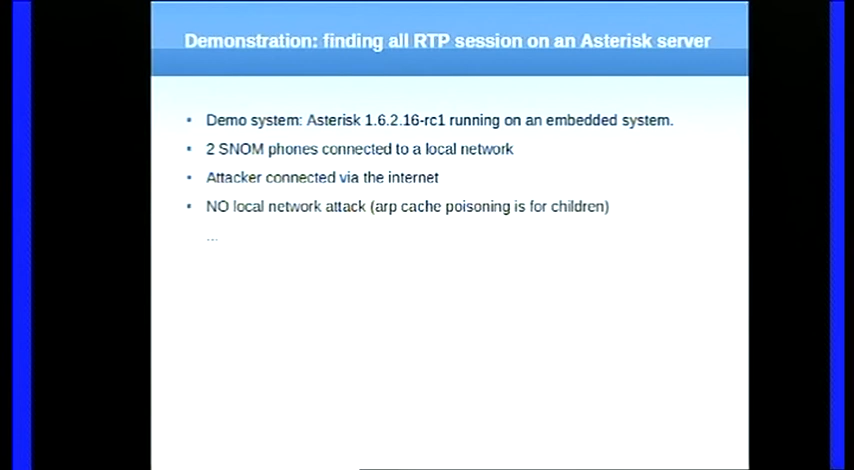 Demonstration: finding all RTP session on an Asterisk server
• Demo system: Asterisk 1.6.2.16-rc1 running on an embedded system.
• 2 SNOM phones connected to a local network
• Attacker connected via the internet
• NO local network attack (arp cache poisoning is for children)
...